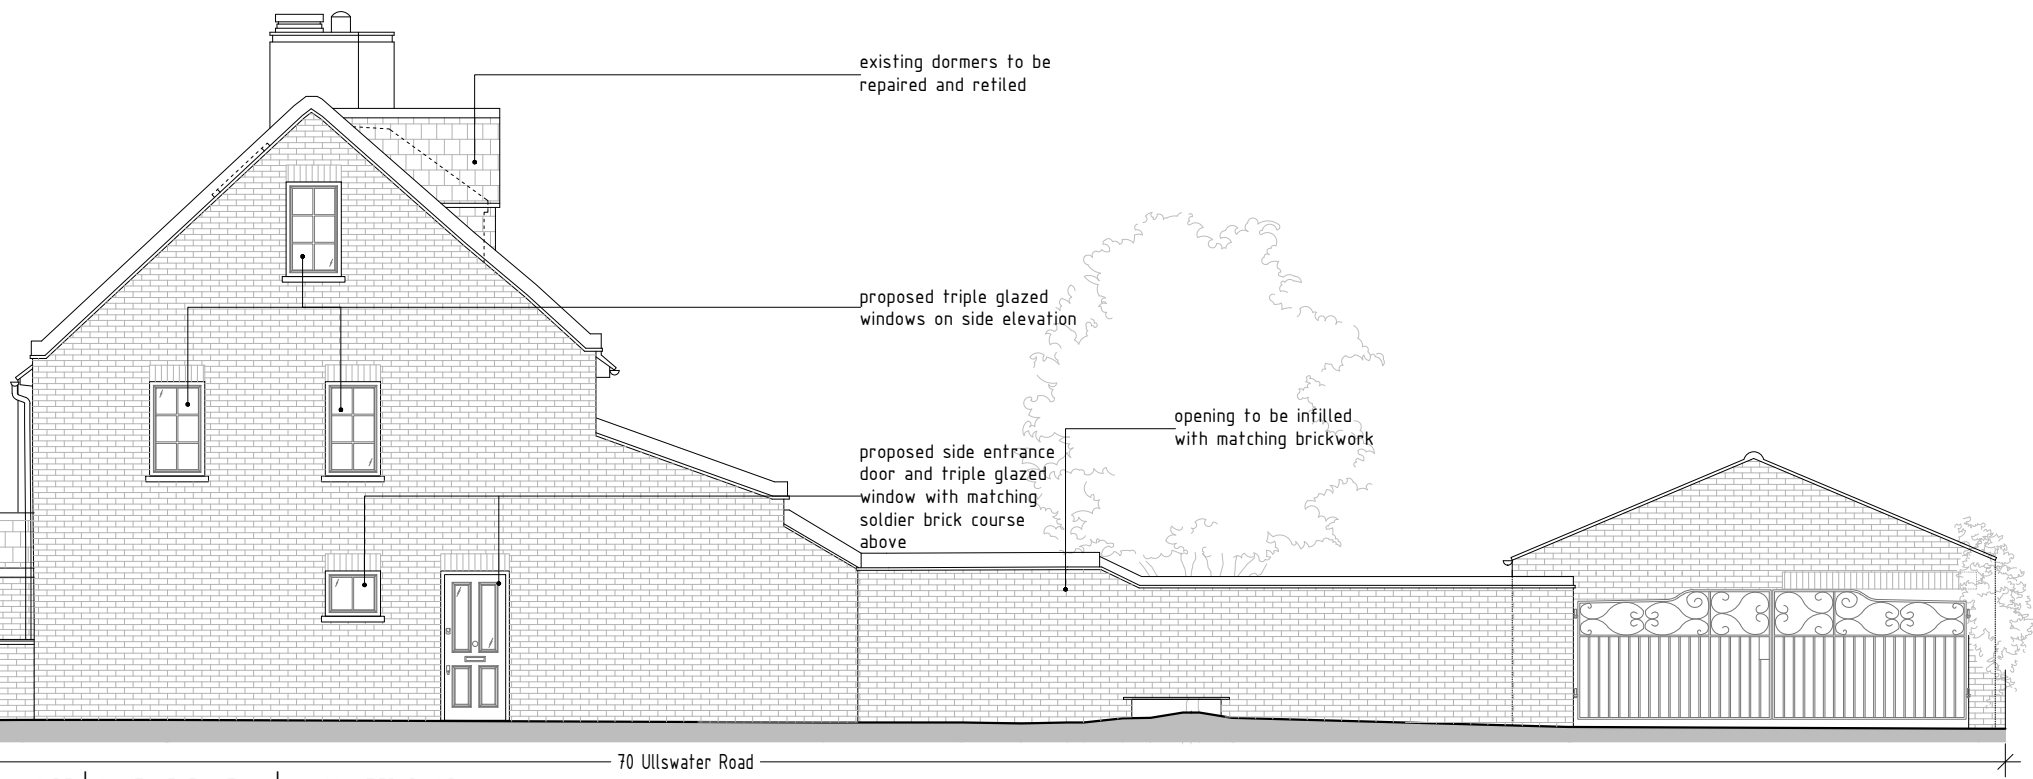 existing dormers to be
repaired and retiled
proposed triple glazed
windows on side elevation
opening to be infilled
with matching brickwork
proposed side entrance
door and triple glazed
window with matching
soldier brick course
above
70 Ullswater Road